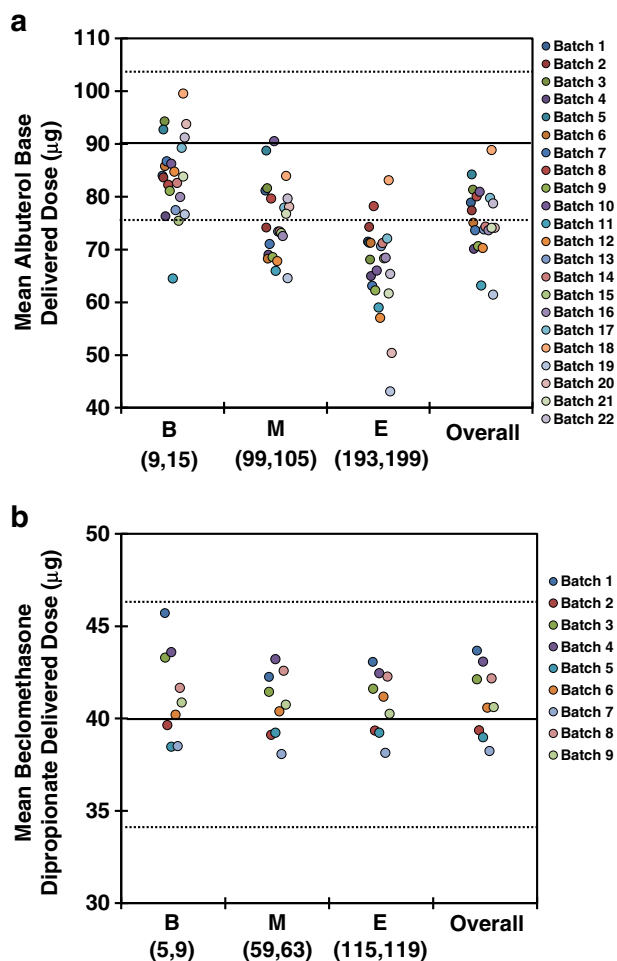 a
Mean Albuterol Base
Delivered Dose (μg)
110
100
90
80
70
60
50
40
B
(9,15)
M
(99,105)
E
(193,199)
Overall
Batch 1
Batch 2
Batch 3
Batch 4
Batch 5
Batch 6
Batch 7
Batch 8
Batch 9
Batch 10
Batch 11
Batch 12
Batch 13
Batch 14
Batch 15
Batch 16
Batch 17
Batch 18
Batch 19
Batch 20
Batch 21
Batch 22
b
Mean Beclomethasone
Dipropionate Delivered Dose (μg)
50
45
40
35
30
B
(5,9)
M
(59,63)
E
(115,119)
Overall
Batch 1
Batch 2
Batch 3
Batch 4
Batch 5
Batch 6
Batch 7
Batch 8
Batch 9